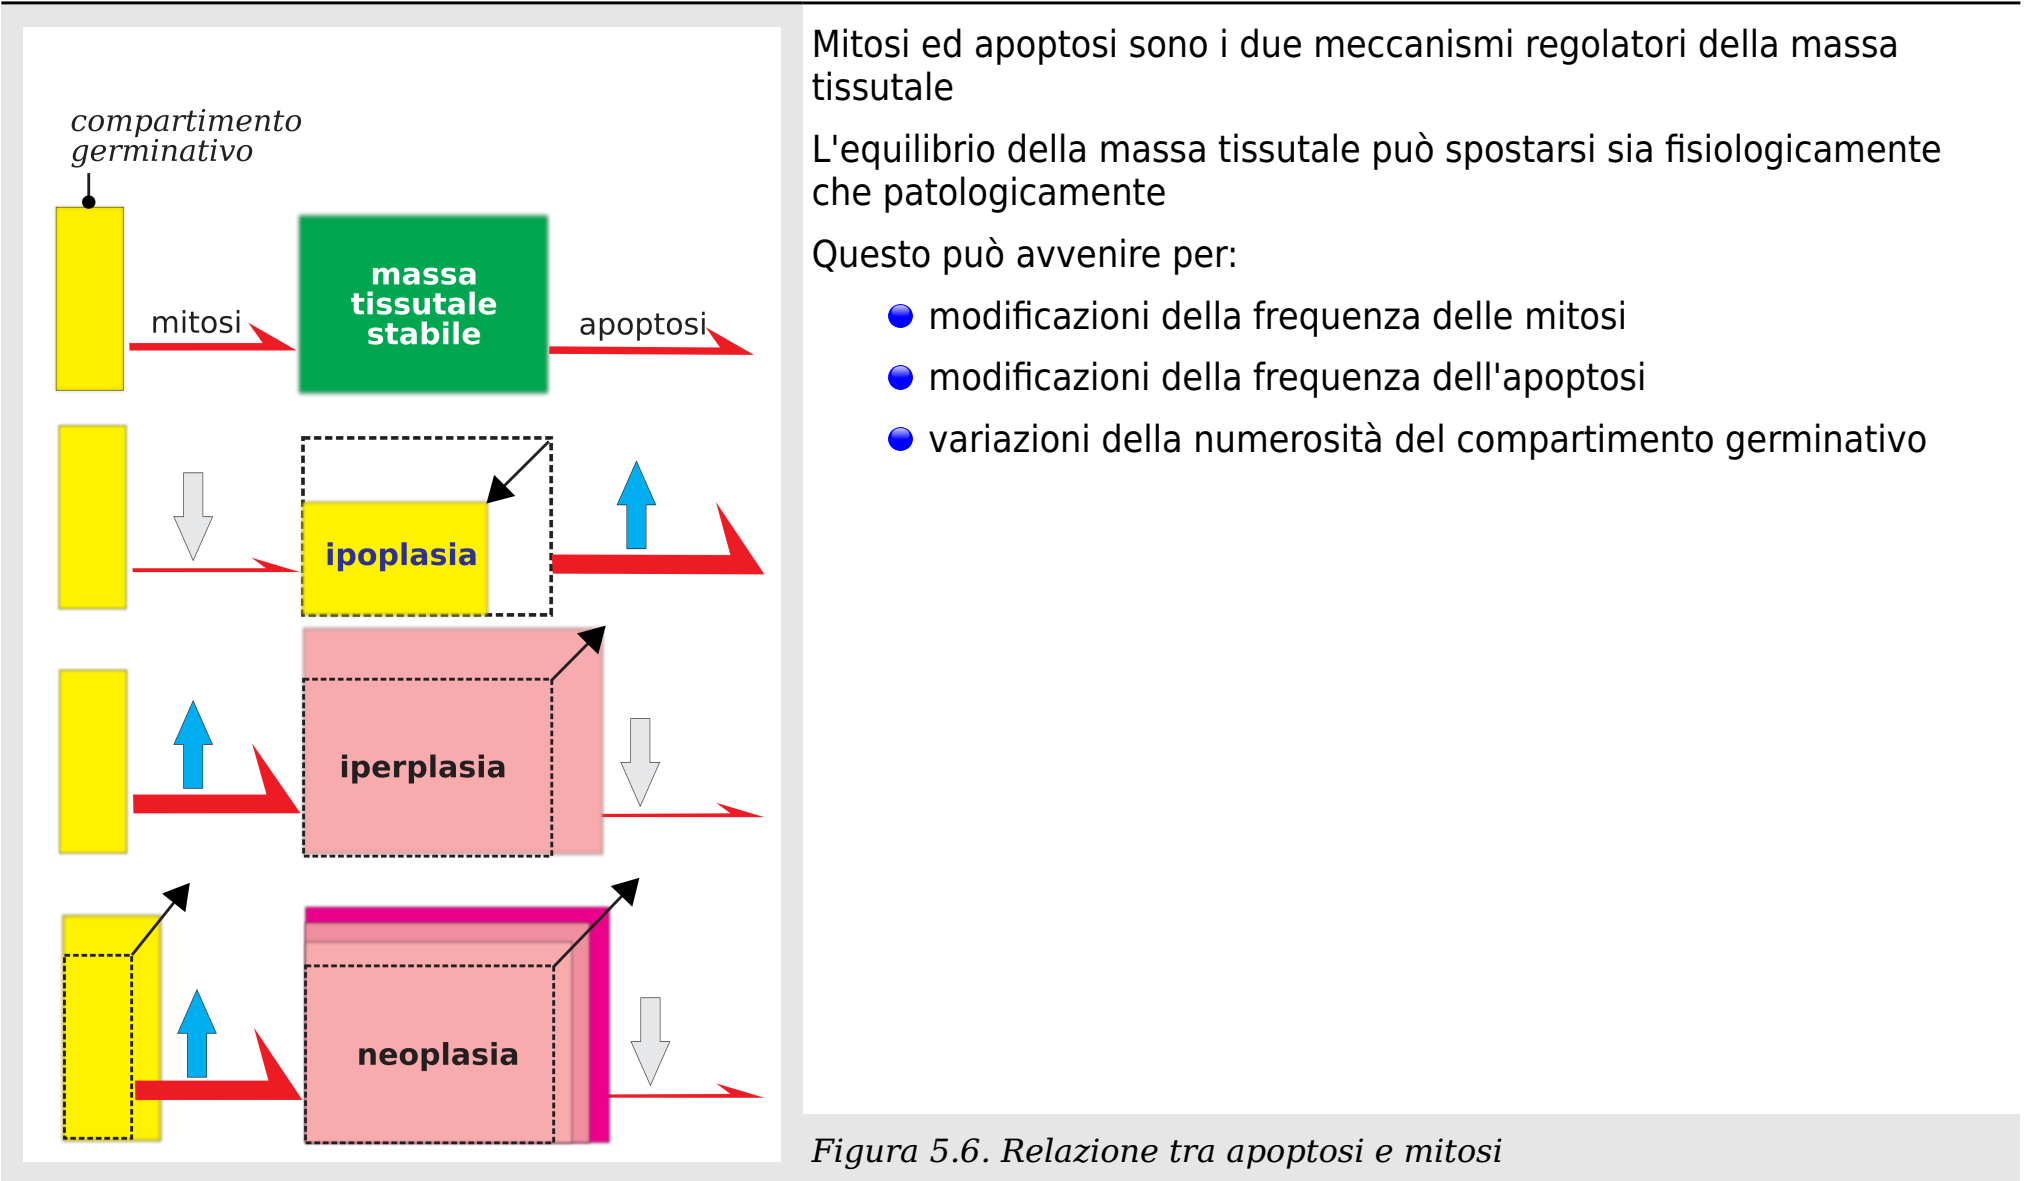 compartimento
germinativo
mitosi
massa
tissutale
stabile
apoptosi
ipoplasia
iperplasia
neoplasia
Mitosi ed apoptosi sono i due meccanismi regolatori della massa
tissutale
L'equilibrio della massa tissutale può spostarsi sia fisiologicamente
che patologicamente
Questo può avvenire per:
modificazioni della frequenza delle mitosi
modificazioni della frequenza dell'apoptosi
variazioni della numerosità del compartimento germinativo
Figura 5.6. Relazione tra apoptosi e mitosi